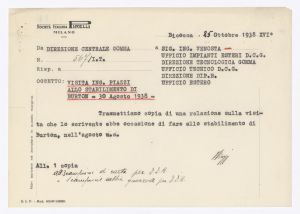 SOCIETÀ ITALIANA PIRELLI
MILANO
Bicocca 25 Ottobre 1938 XVI°
Da DIREZIONE CENTRALE GOMMA
N.
Risp. a
OGGETTO: VISITA ING. PIAZZI
ALLO STABILIMENTO DI
BURTON - 30 Agosto 1938 -
a SIG. ING. VENOSTA
UFFICIO IMPIANTI ESTERI D.C.G.
DIREZIONE TECNOLOGICA GOMMA
UFFICIO TECNICO D.C.G.
DIREZIONE DIP.B.
UFFICIO ESTERO
Trasmettiamo copia di una relazione sulla visi-
ta che lo scrivente ebbe occasione di fare allo stabilimento di
Burton, nell'agosto u.s.
All. 1 copia